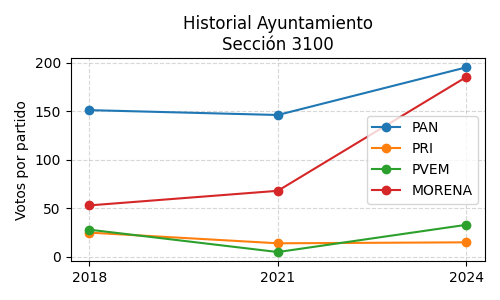 Historial Ayuntamiento
Sección 3100
Votos por partido
200
150
100
50
0
2018
2021
2024
PAN
PRI
PVEM
MORENA